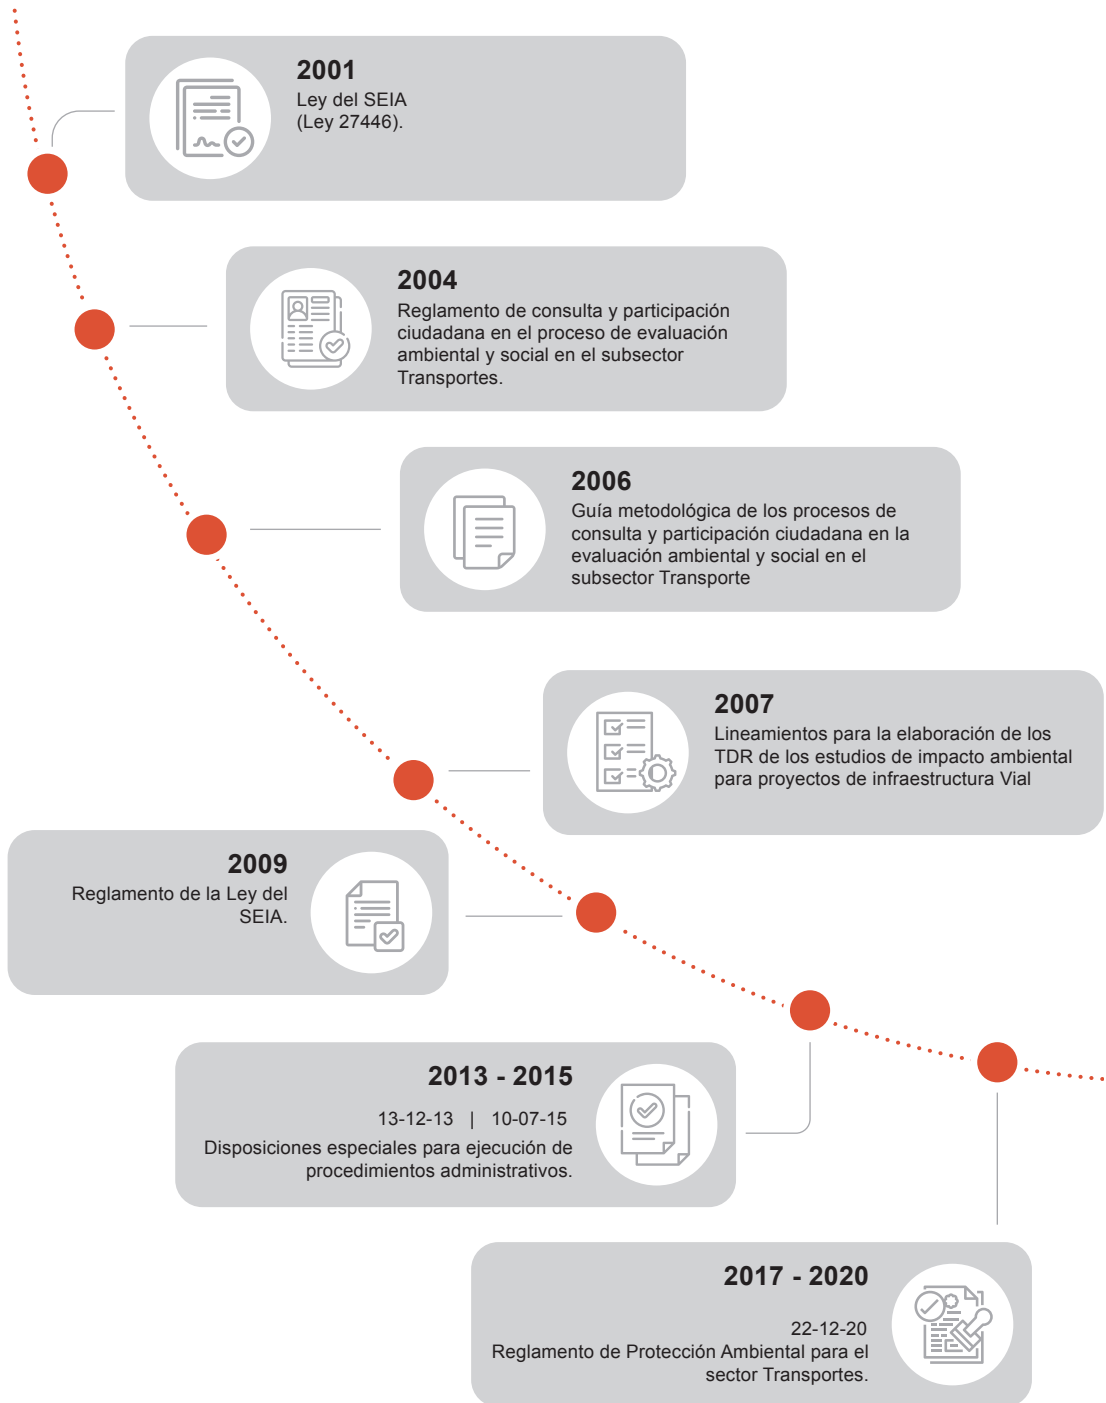 2001
Ley del SEIA
(Ley 27446).
2004
Reglamento de consulta y participación
ciudadana en el proceso de evaluación
ambiental y social en el subsector
Transportes.
2006
Guía metodológica de los procesos de
consulta y participación ciudadana en la
evaluación ambiental y social en el
subsector Transporte
2007
Lineamientos para la elaboración de los
TDR de los estudios de impacto ambiental
para proyectos de infraestructura Vial
2009
Reglamento de la Ley del
SEIA.
2013 - 2015
13-12-13 | 10-07-15
Disposiciones especiales para ejecución de
procedimientos administrativos.
2017 - 2020
22-12-20
Reglamento de Protección Ambiental para el
sector Transportes.